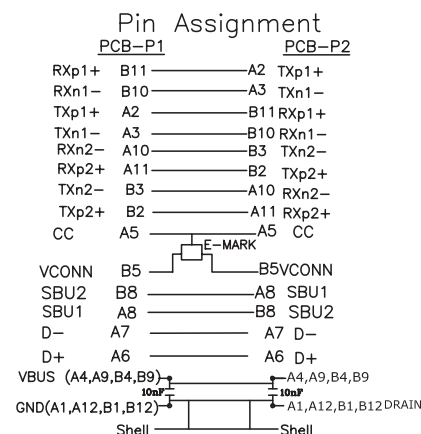 Pin Assignment
PCB-P1 PCB-P2
RXp1+ B11 A2 TXp1+
RXn1- B10 A3 TXn1-
TXp1+ A2 B11 RXp1+
TXn1- A3 B10 RXn1-
RXn2- A10 B3 TXn2-
RXp2+ A11 B2 TXp2+
TXn2- B3 A10 RXn2-
TXp2+ B2 A11 RXp2+
CC A5 A5 CC
E-MARK
VCONN B5 B5 VCONN
SBU2 B8 A8 SBU1
SBU1 A8 B8 SBU2
D- A7 A7 D-
D+ A6 A6 D+
VBUS (A4,A9,B4,B9) A4,A9,B4,B9
10nF 10nF
GND(A1,A12,B1,B12) A1,A12,B1,B12 DRAIN
Shell Shell